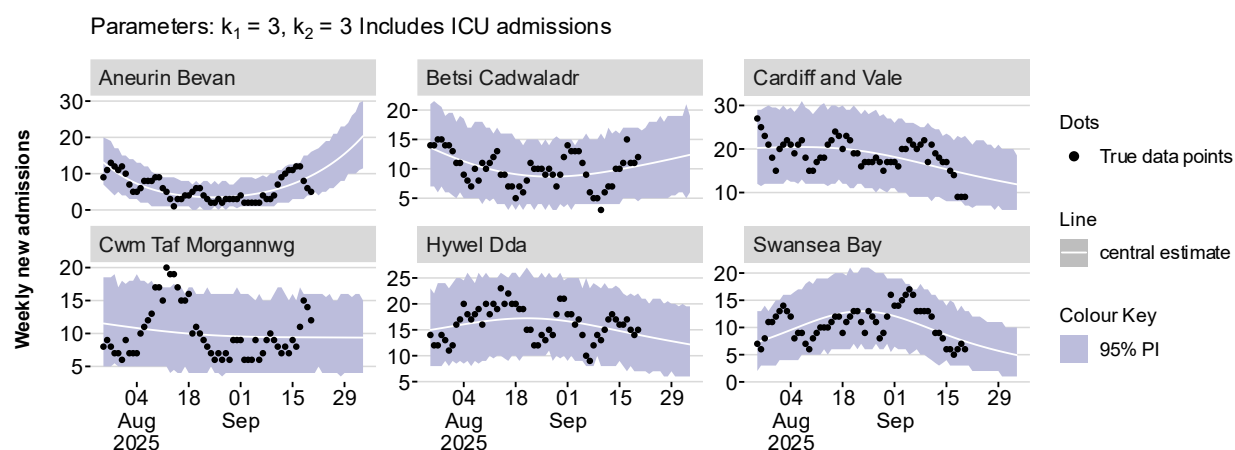 Parameters: k1 = 3, k2 = 3 Includes ICU admissions
Aneurin Bevan
Betsi Cadwaladr
Cardiff and Vale
30
20
10
0
20
15
10
5
30
20
10
Cwm Taf Morgannwg
Hywel Dda
Swansea Bay
20
15
10
5
25
20
15
10
5
20
15
10
5
0
04 18 01 15 29
Aug Sep
2025
04 18 01 15 29
Aug Sep
2025
04 18 01 15 29
Aug Sep
2025
Weekly new admissions
Dots
True data points
Line
central estimate
Colour Key
95% PI